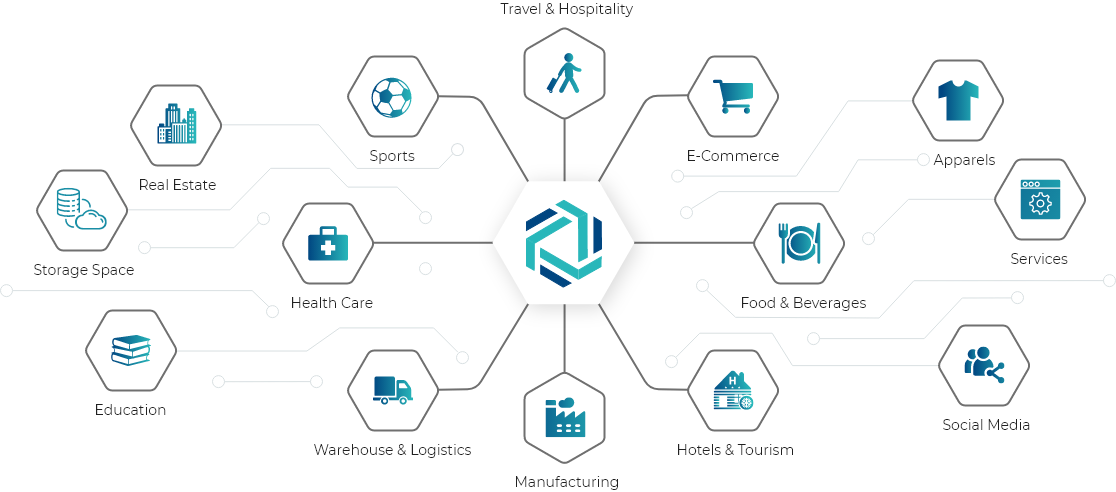 Travel & Hospitality
Sports
E-Commerce
Apparels
Real Estate
Storage Space
Services
Health Care
Food & Beverages
H
Education
Social Media
Warehouse & Logistics
Hotels & Tourism
Manufacturing